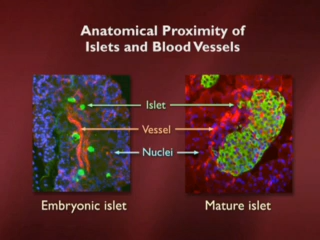 Anatomical Proximity of
Islets and Blood Vessels
Islet
Vessel
Nuclei
Embryonic islet
Mature islet